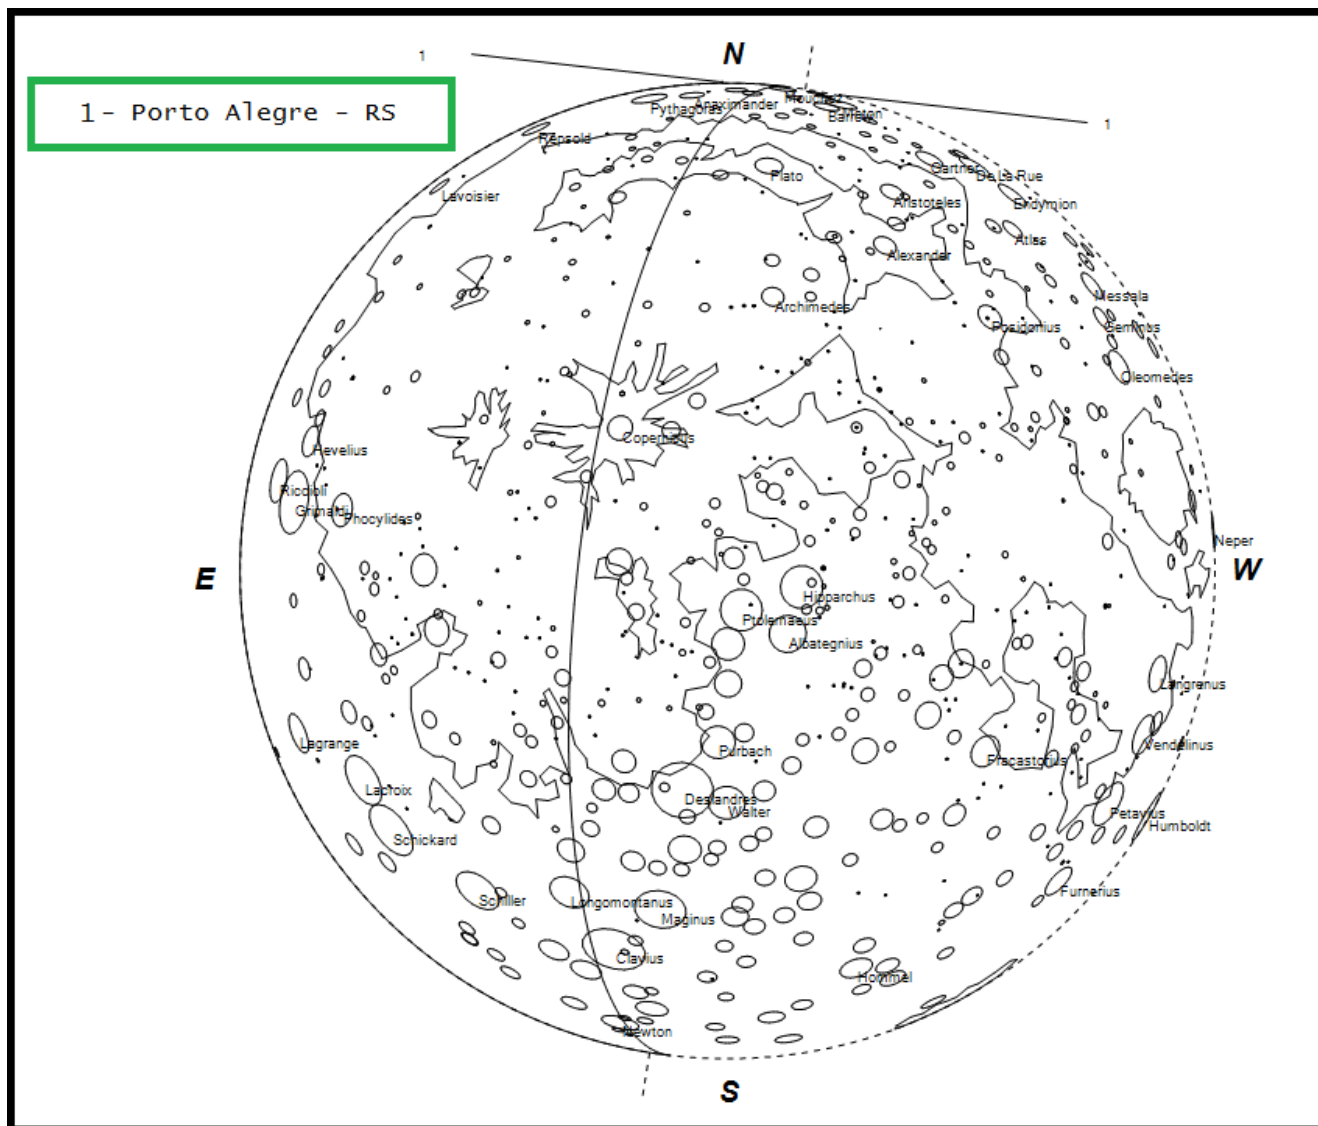 N
1
1 - Porto Alegre - RS
Mouchez
Anaximander
Pythagoras
Meton
Barrow
1
Repsold
Gartner
De La Rue
Plato
Lavoisier
Aristoteles
Endymion
Atlas
Alexander
Messala
Archimedes
Posidonius
Geminus
Cleomedes
Copernicus
Hevelius
Riccioli
Grimaldi
Phocylides
Neper
E
W
Hipparchus
Ptolemaeus
Albategnius
Langrenus
Lagrange
Purbach
Fracastorius
Vendelinus
Lacroix
Deslandres
Walter
Petavius
Humboldt
Schickard
Schiller
Longomontanus
Furnerius
Maginus
Clavius
Hommel
Newton
S